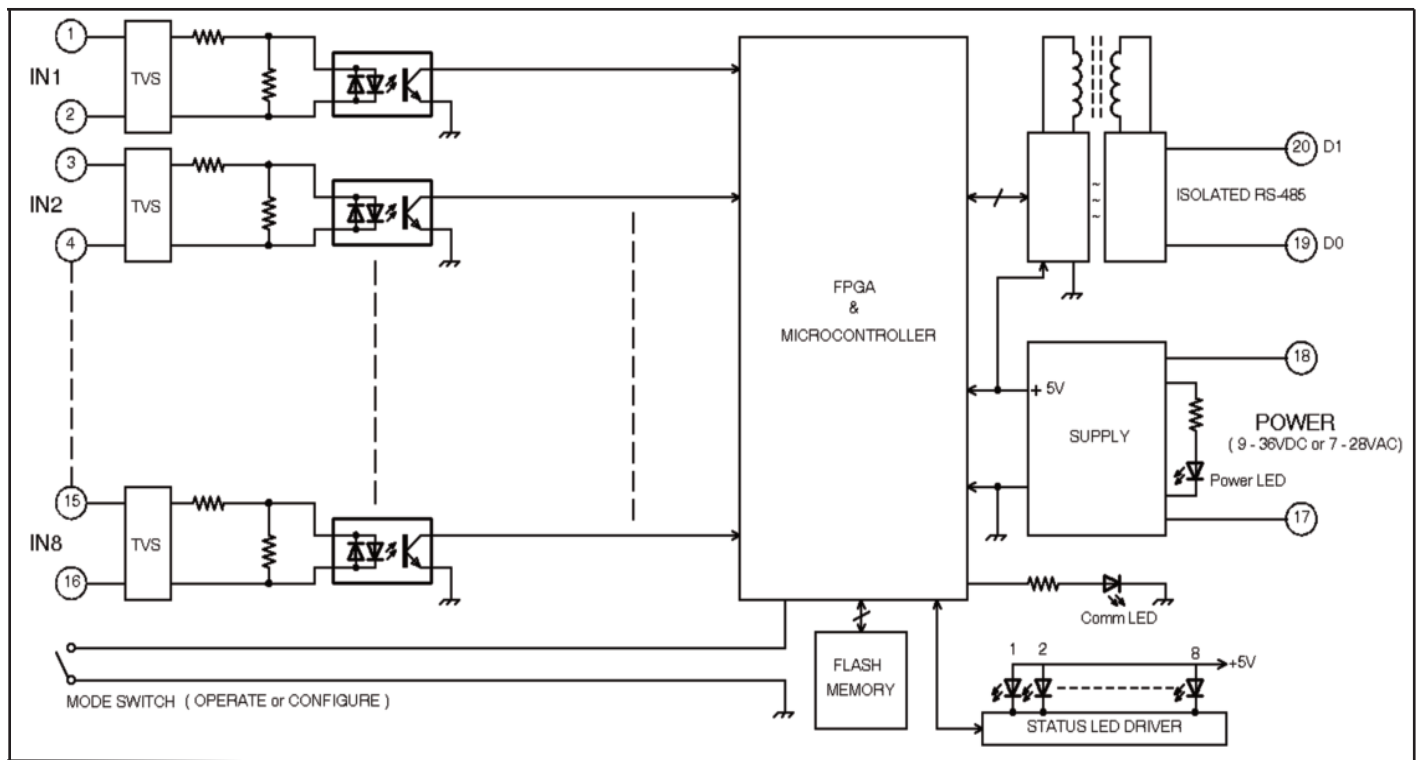 1
IN1
TVS
2
3
IN2
TVS
4
15
IN8
TVS
16
FPGA
&
MICROCONTROLLER
20 D1
ISOLATED RS-485
19 D0
+ 5V
SUPPLY
18
POWER
( 9 - 36VDC or 7 - 28VAC)
Power LED
17
Comm LED
MODE SWITCH ( OPERATE or CONFIGURE )
FLASH
MEMORY
1 2 8
+5V
STATUS LED DRIVER